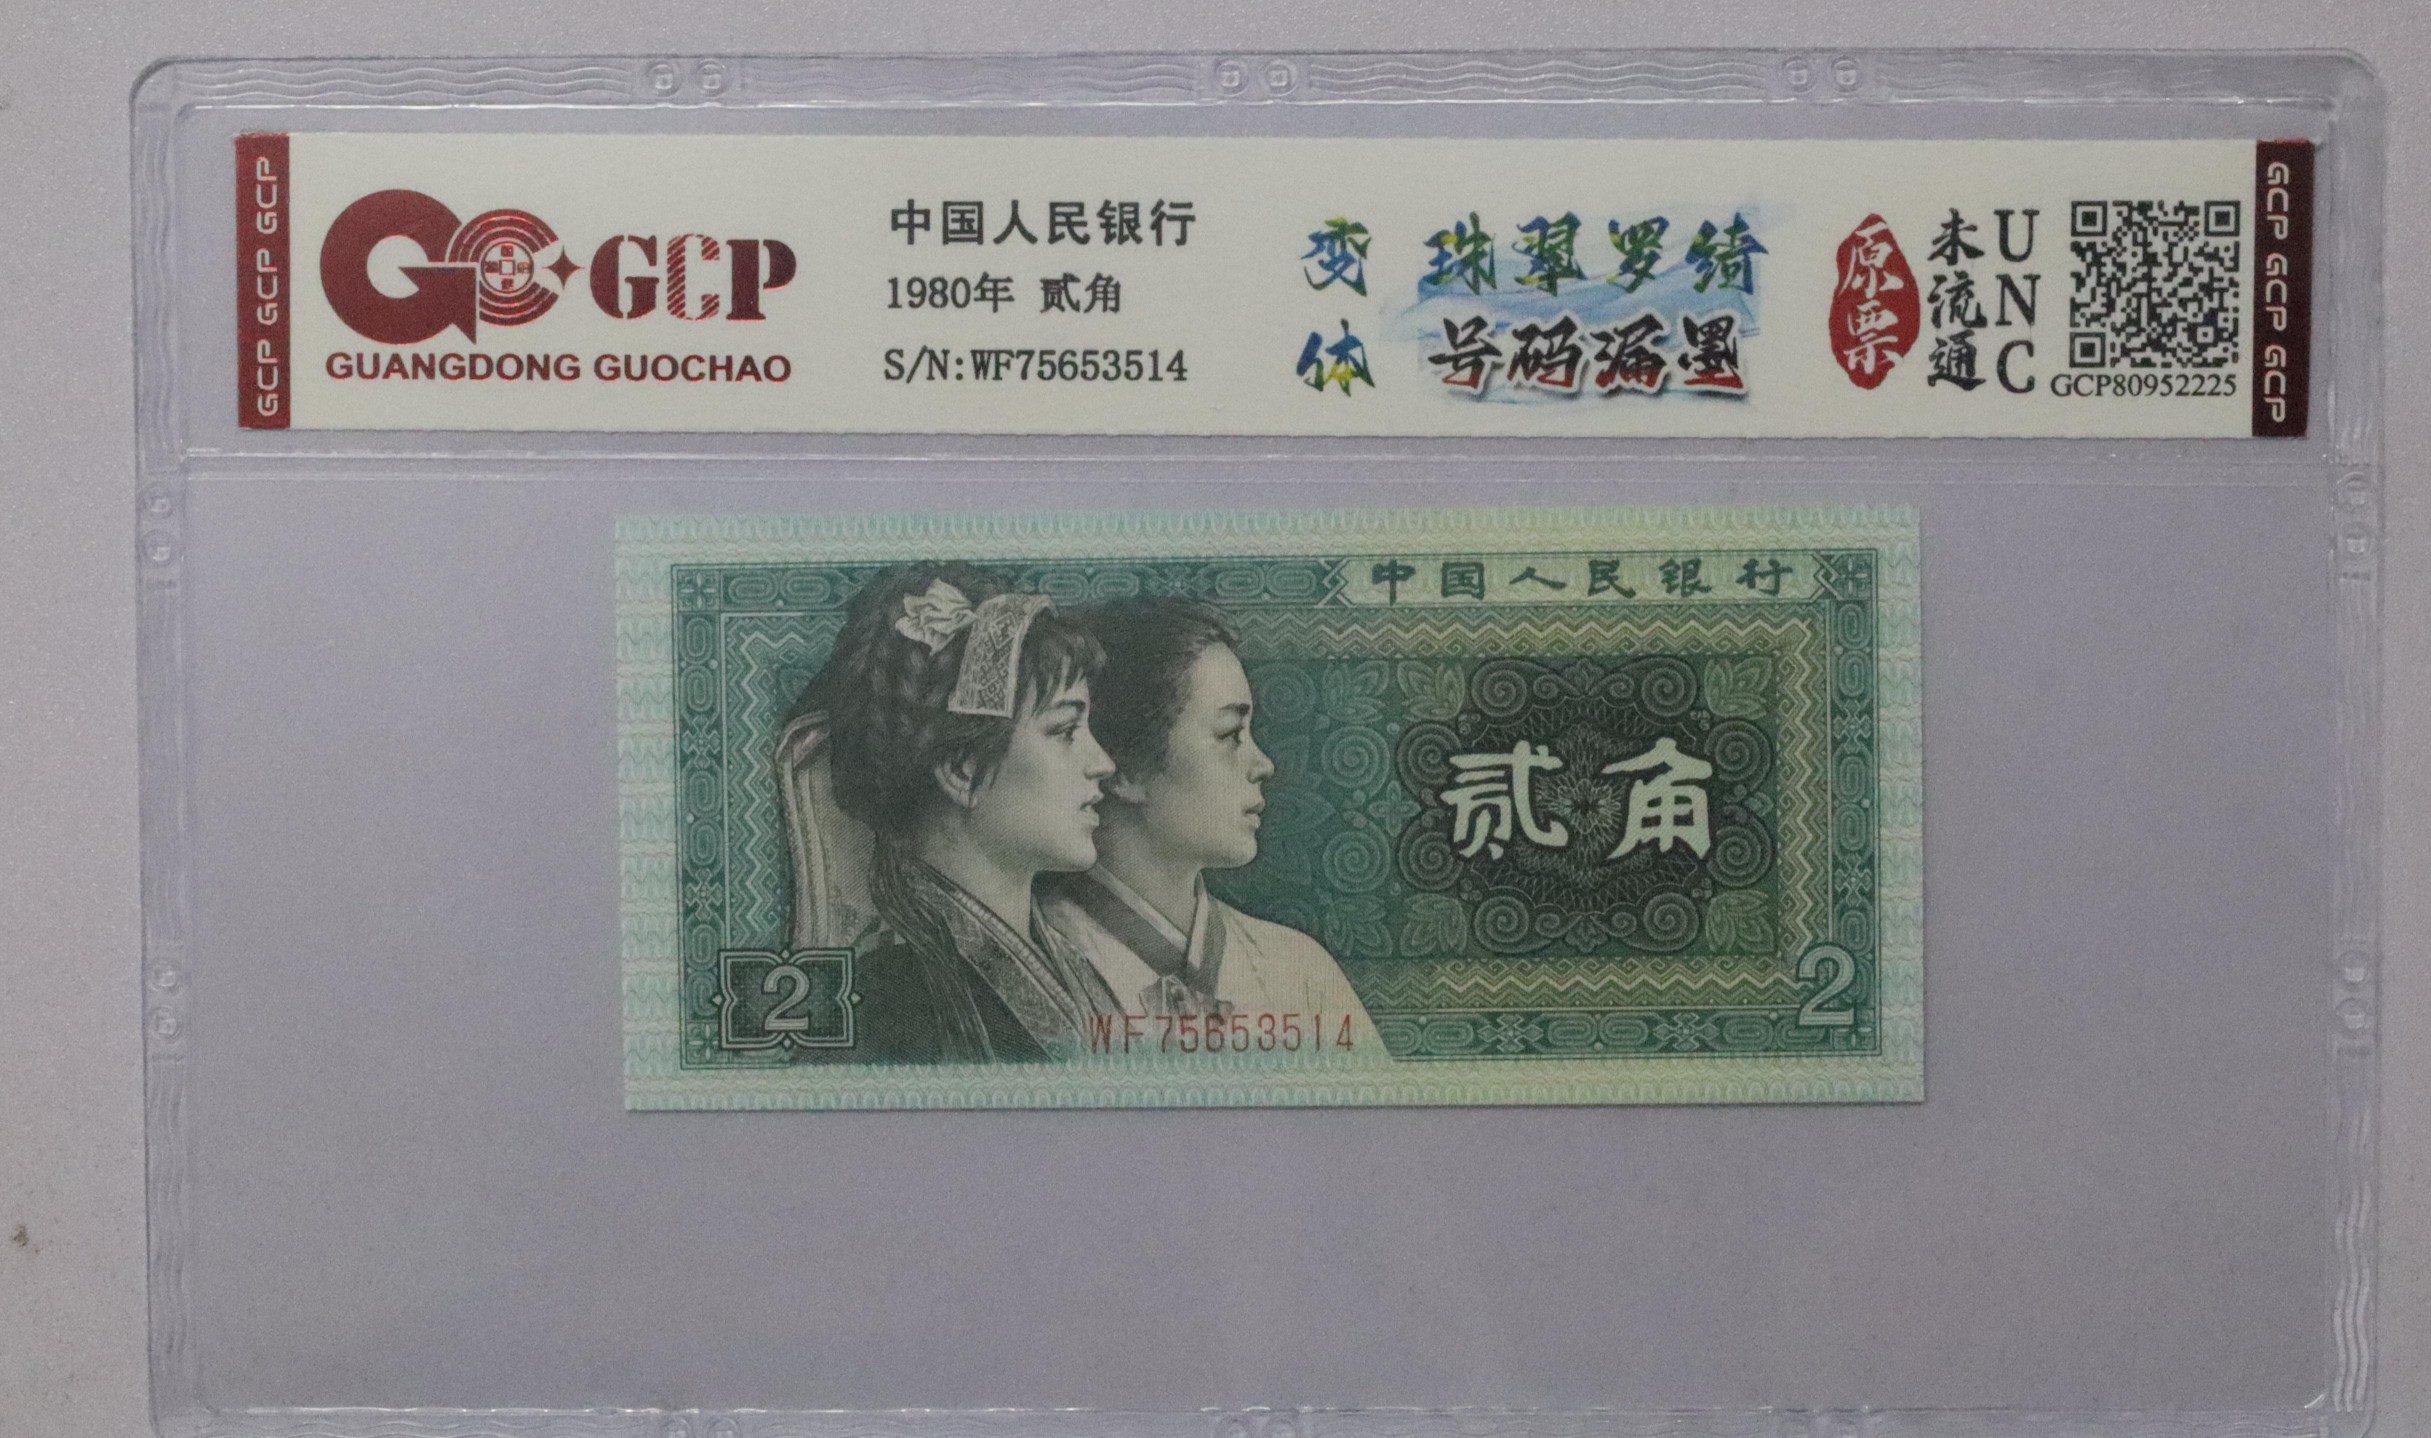 GCP GCP GCP
GCP
GUANGDONG GUOCHAO
中国人民银行
1980年 贰角
S/N:WF75653514
变体
珠翠罗绮
号码漏墨
原票
未流通
UNC
GCP80952225
GCP GCP GCP
中国人民银行
贰角
2
2
WF75653514